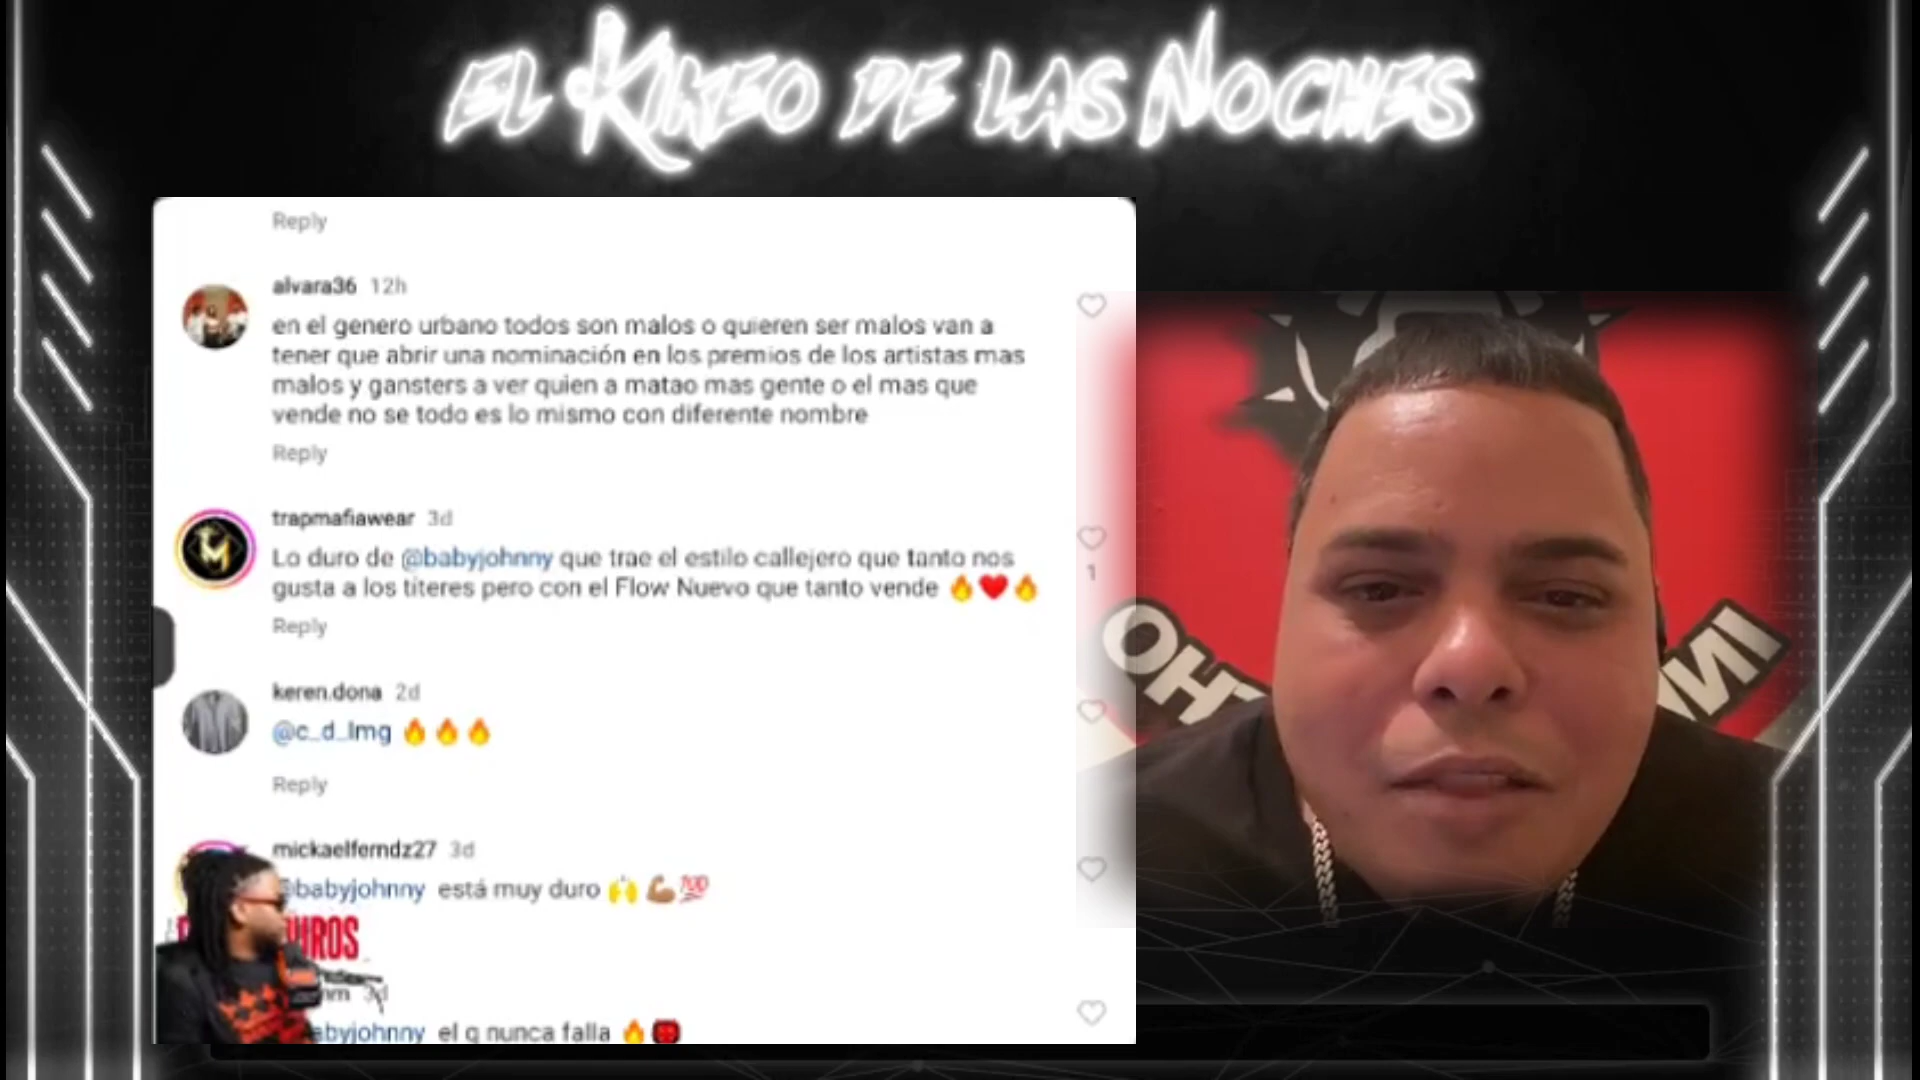 EL KIKEO DE LAS NOCHES
Reply
alvara36 12h
en el genero urbano todos son malos o quieren ser malos van a
tener que abrir una nominación en los premios de los artistas mas
malos y gansters a ver quien a matao mas gente o el mas que
vende no se todo es lo mismo con diferente nombre
Reply
trapmafiawear 3d
Lo duro de @babyjohnny que trae el estilo callejero que tanto nos
gusta a los titeres pero con el Flow Nuevo que tanto vende 🔥❤️🔥
1
Reply
keren.dona 2d
@c_d_lmg 🔥🔥🔥
Reply
mickaelferndz27 3d
@babyjohnny está muy duro 🙌💪🏽💯
3d
babyjohnny el q nunca falla 🔥